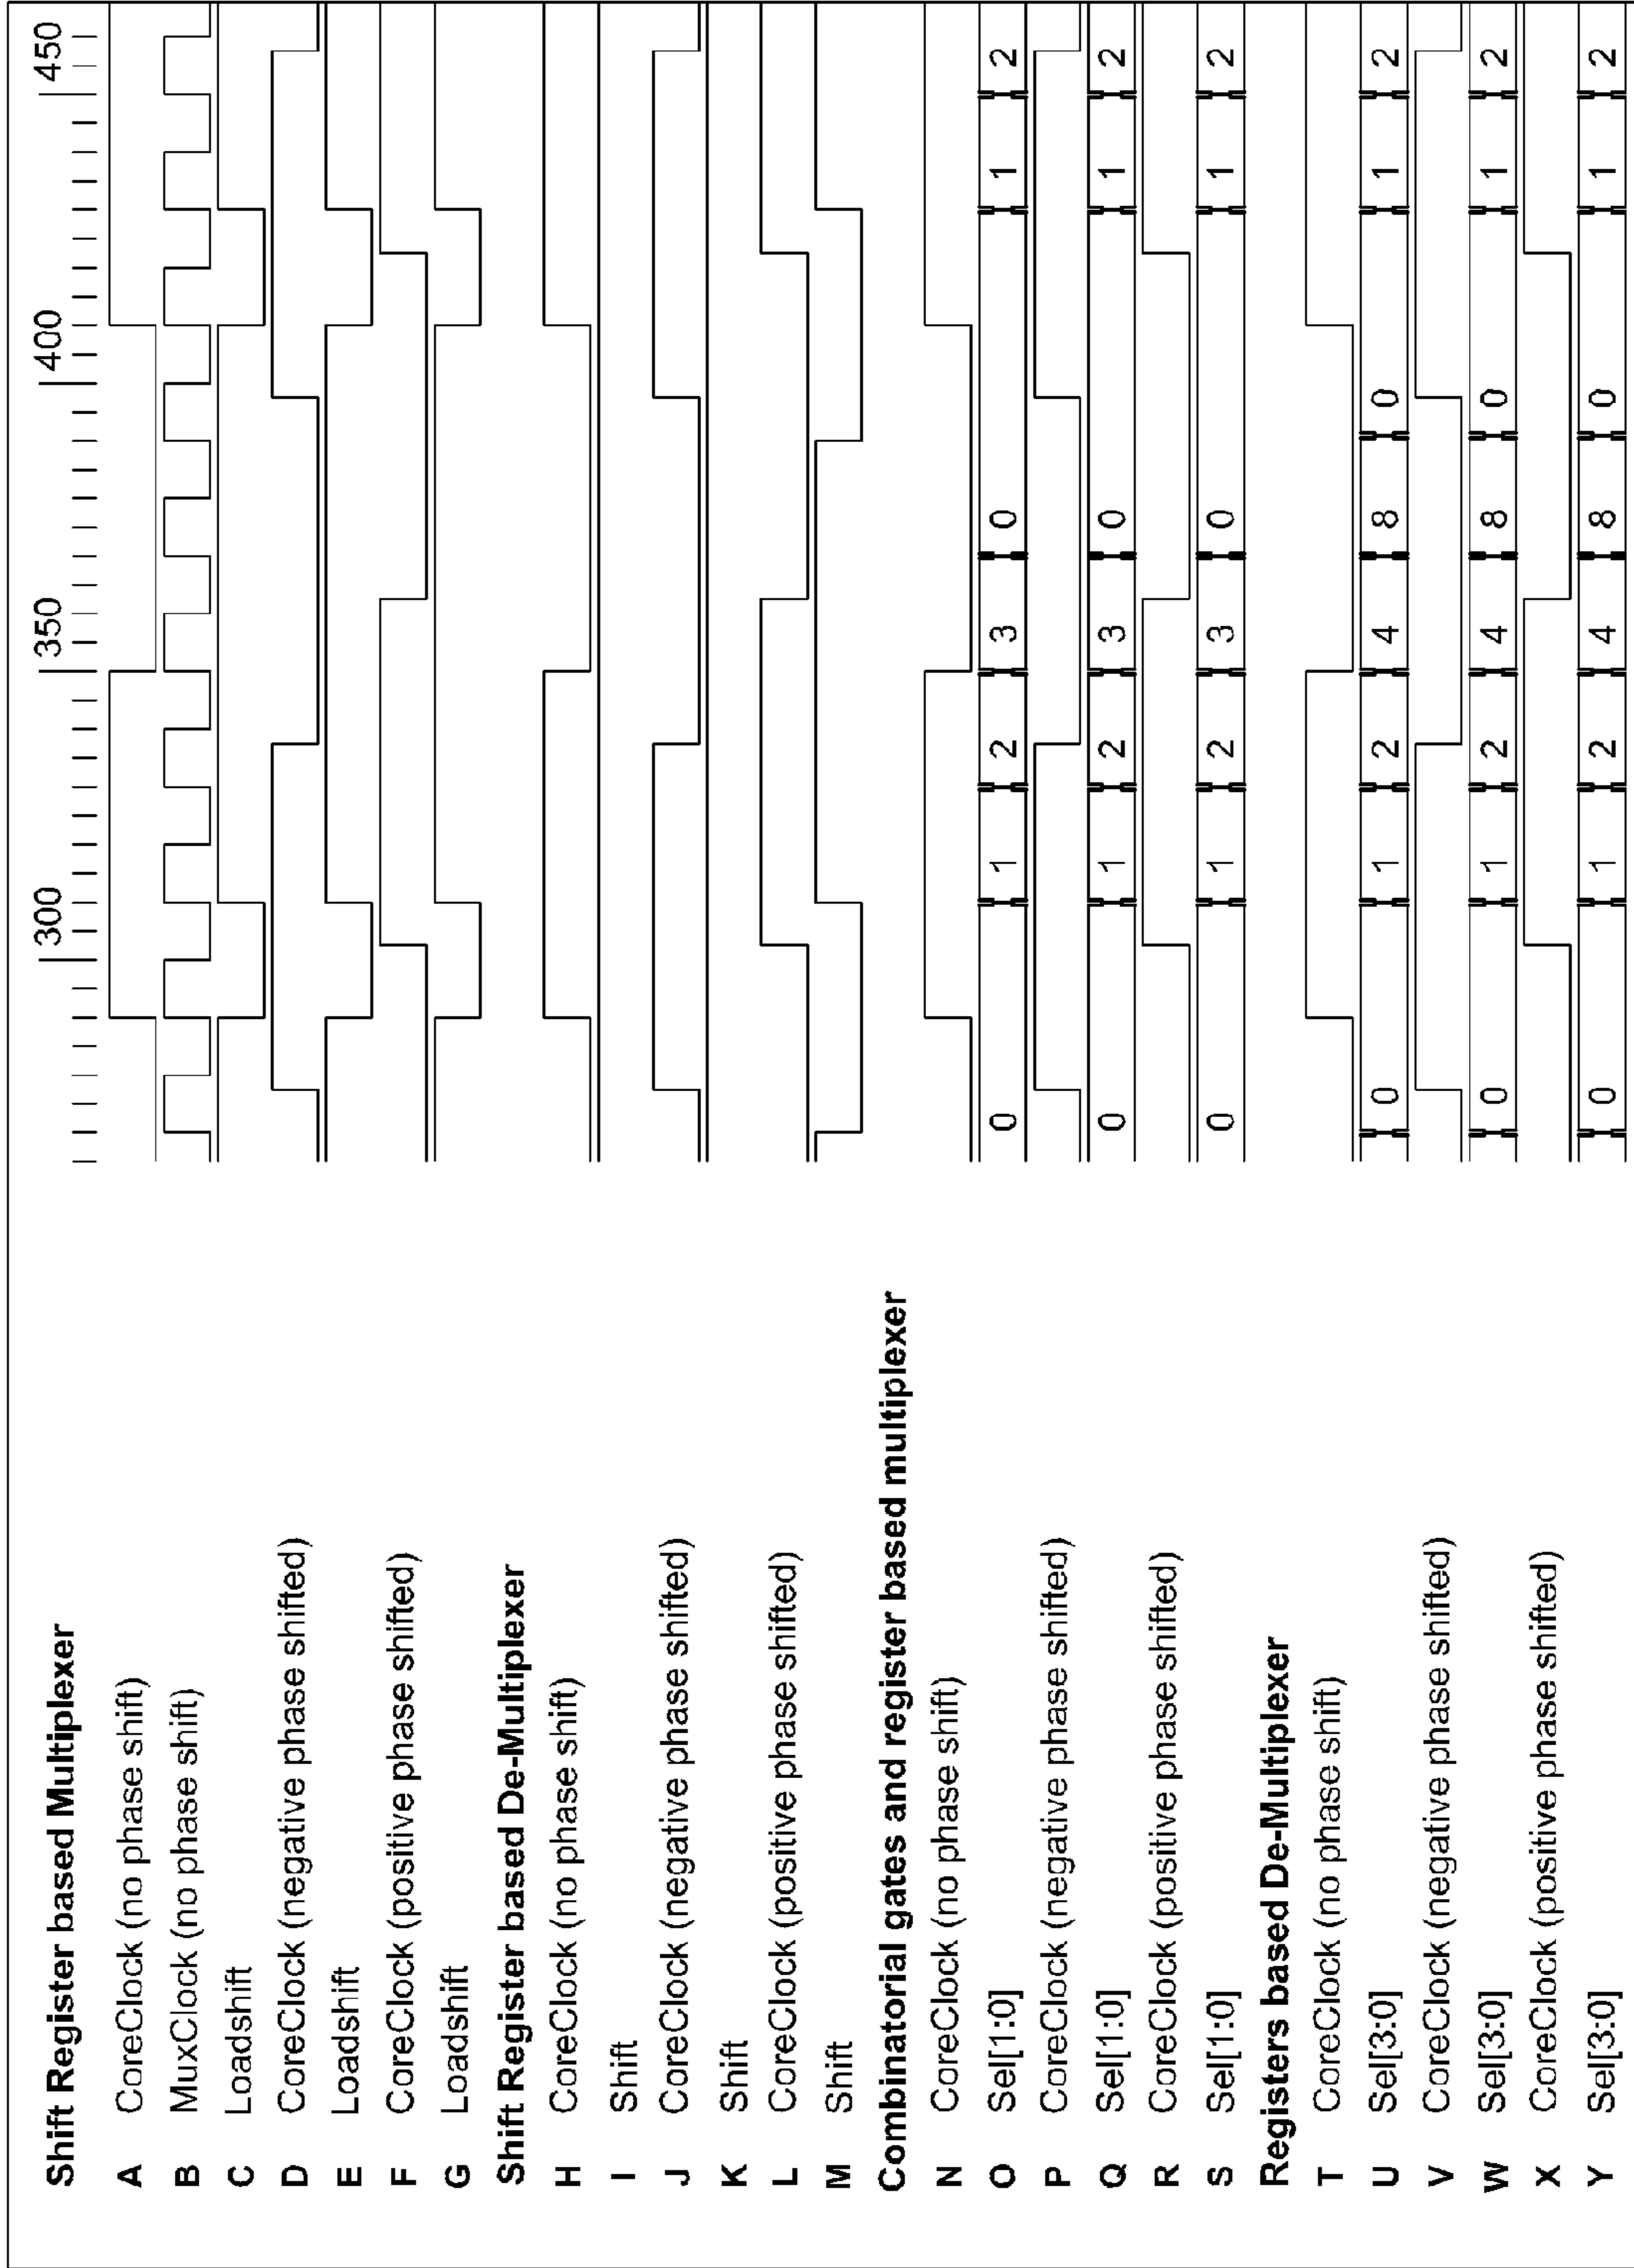 300 350 400 450
Shift Register based Multiplexer
A CoreClock (no phase shift)
B MuxClock (no phase shift)
C Loadshift
D CoreClock (negative phase shifted)
E Loadshift
F CoreClock (positive phase shifted)
G Loadshift
Shift Register based De-Multiplexer
H CoreClock (no phase shift)
I Shift
J CoreClock (negative phase shifted)
K Shift
L CoreClock (positive phase shifted)
M Shift
Combinatorial gates and register based multiplexer
N CoreClock (no phase shift)
O Sel[1:0] 0 1 2 3 0 1 2
P CoreClock (negative phase shifted)
Q Sel[1:0] 0 1 2 3 0 1 2
R CoreClock (positive phase shifted)
S Sel[1:0] 0 1 2 3 0 1 2
Registers based De-Multiplexer
T CoreClock (no phase shift)
U Sel[3:0] 0 1 2 4 8 0 1 2
V CoreClock (negative phase shifted)
W Sel[3:0] 0 1 2 4 8 0 1 2
X CoreClock (positive phase shifted)
Y Sel[3:0] 0 1 2 4 8 0 1 2